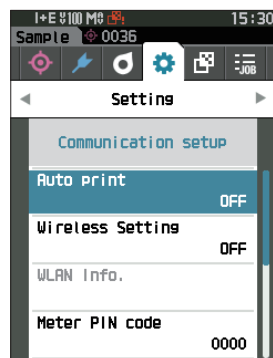 I+E 100 M 15:30
Sample 0036
-JOB
Setting
Communication setup
Auto print
OFF
Wireless Setting
OFF
WLAN Info.
Meter PIN code
0000